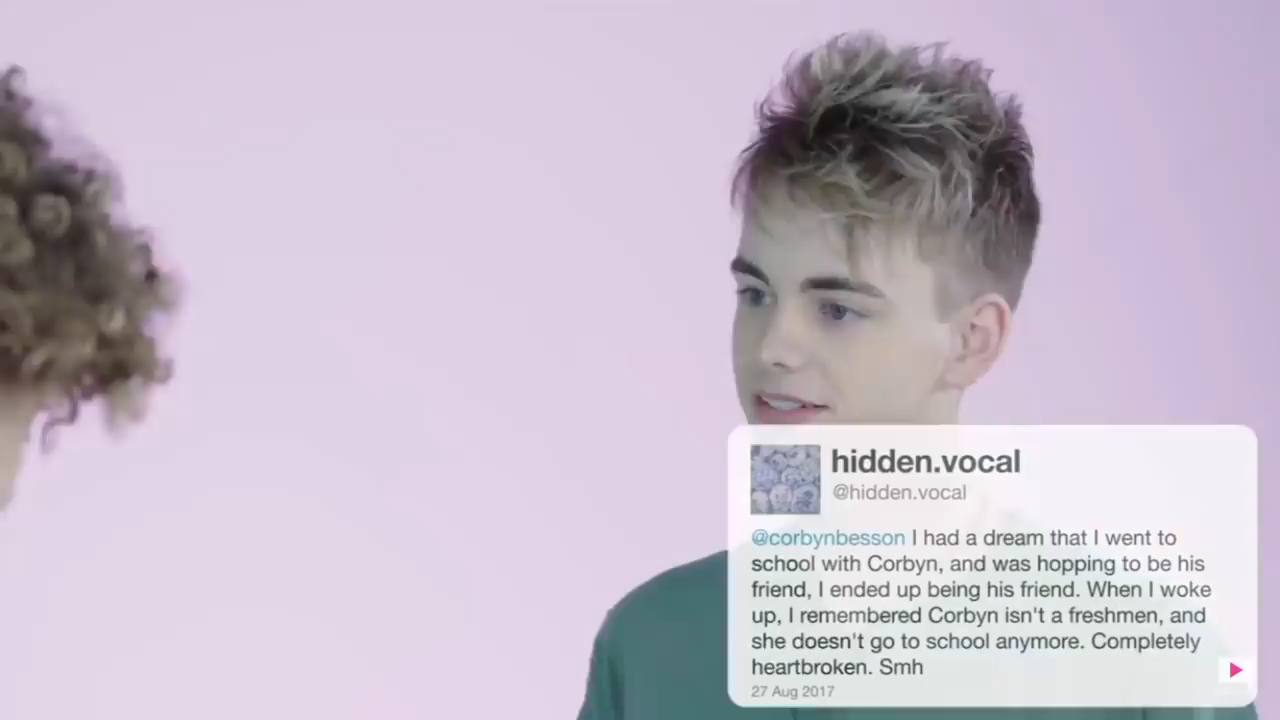 hidden.vocal
@hidden.vocal
@corbynbesson I had a dream that I went to
school with Corbyn, and was hopping to be his
friend, I ended up being his friend. When I woke
up, I remembered Corbyn isn't a freshmen, and
she doesn't go to school anymore. Completely
heartbroken. Smh
27 Aug 2017